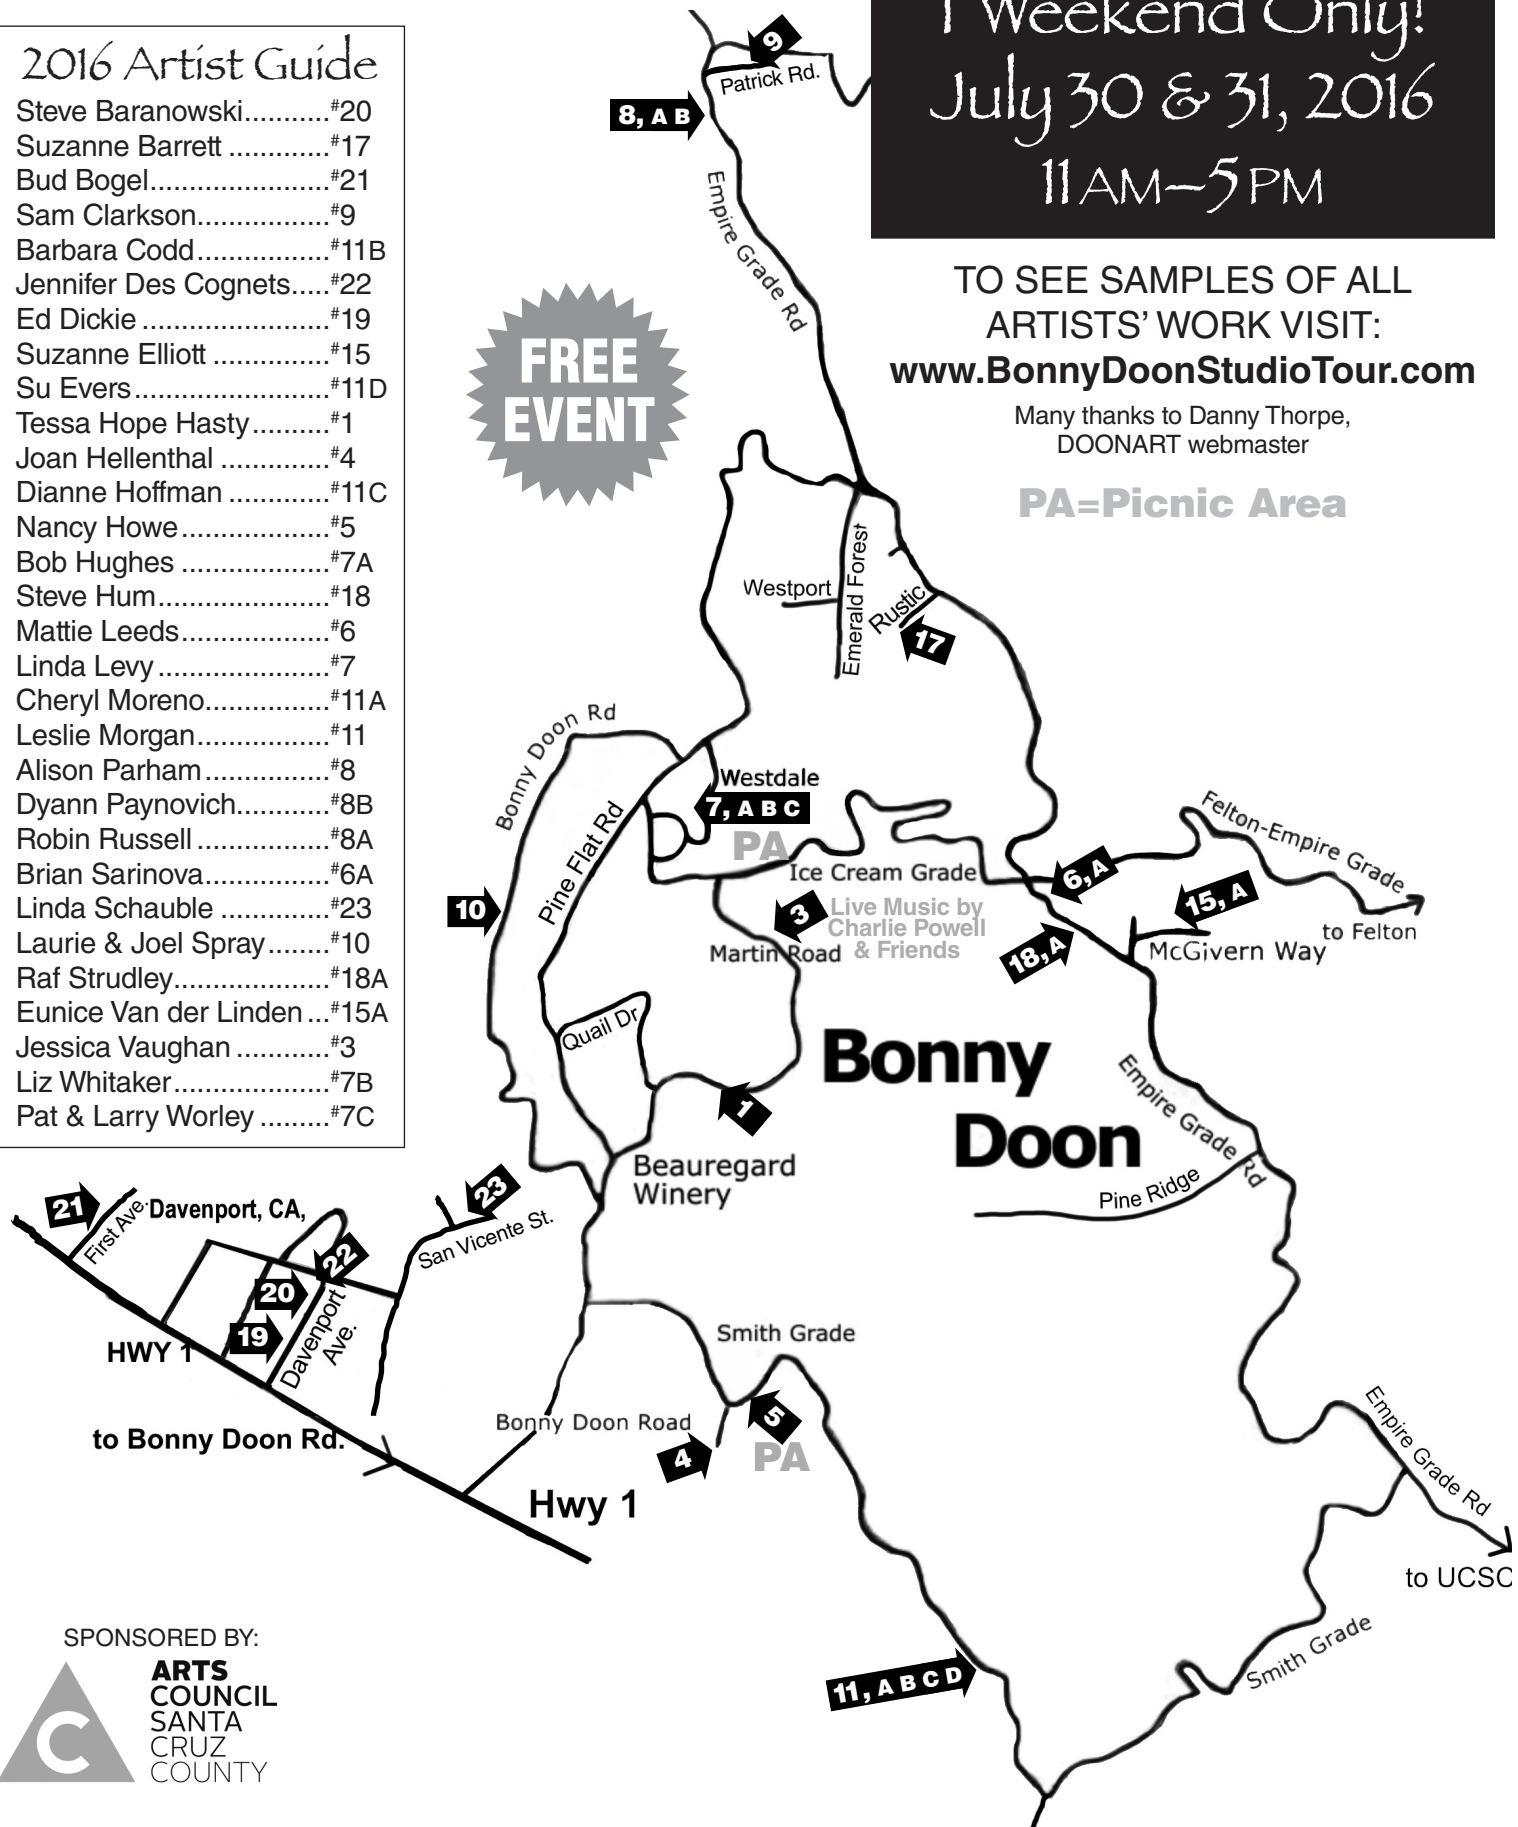 1 Weekend Only!
July 30 & 31, 2016
11 AM–5 PM
2016 Artist Guide
Steve Baranowski...........#20
Suzanne Barrett .............#17
Bud Bogel.......................#21
Sam Clarkson.................#9
Barbara Codd.................#11B
Jennifer Des Cognets.....#22
Ed Dickie ........................#19
Suzanne Elliott ...............#15
Su Evers.........................#11D
Tessa Hope Hasty..........#1
Joan Hellenthal ..............#4
Dianne Hoffman .............#11C
Nancy Howe...................#5
Bob Hughes ...................#7A
Steve Hum......................#18
Mattie Leeds...................#6
Linda Levy ......................#7
Cheryl Moreno................#11A
Leslie Morgan.................#11
Alison Parham................#8
Dyann Paynovich............#8B
Robin Russell .................#8A
Brian Sarinova................#6A
Linda Schauble ...............#23
Laurie & Joel Spray........#10
Raf Strudley....................#18A
Eunice Van der Linden ...#15A
Jessica Vaughan ............#3
Liz Whitaker....................#7B
Pat & Larry Worley .........#7C
TO SEE SAMPLES OF ALL
ARTISTS' WORK VISIT:
www.BonnyDoonStudioTour.com
Many thanks to Danny Thorpe,
DOONART webmaster
PA=Picnic Area
FREE
EVENT
9
Patrick Rd.
8, A B
Empire Grade Rd
Westport
Emerald Forest
Rustic
17
Bonny Doon Rd
Westdale
7, A B C
PA
Pine Flat Rd
Ice Cream Grade
Felton-Empire Grade
6, A
15, A
to Felton
10
3
Live Music by
Charlie Powell
& Friends
Martin Road
18, A
McGivern Way
Quail Dr
Bonny
Doon
1
Empire Grade Rd
Pine Ridge
Beauregard
Winery
21
First Ave.
Davenport, CA,
23
San Vicente St.
22
20
19
Davenport
Ave.
HWY 1
Smith Grade
to Bonny Doon Rd.
Bonny Doon Road
5
4
PA
Hwy 1
Empire Grade Rd
to UCSC
Smith Grade
11, A B C D
SPONSORED BY:
C
ARTS
COUNCIL
SANTA
CRUZ
COUNTY